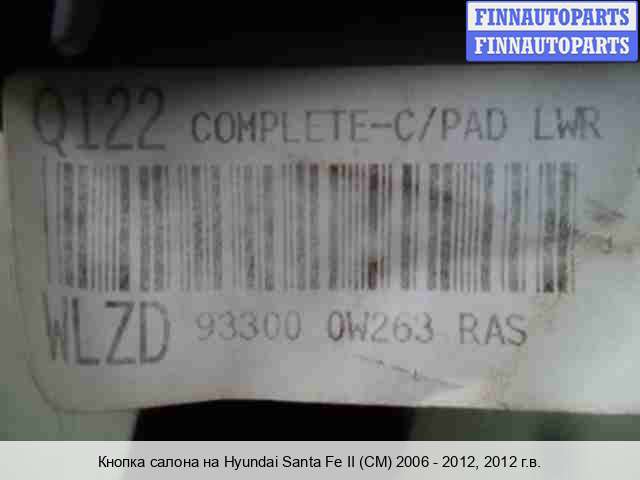 FINNAUTOPARTS
FINNAUTOPARTS
Q122 COMPLETE-C/PAD LWR
WLZD 93300 0W263 RAS
Кнопка салона на Hyundai Santa Fe II (CM) 2006 - 2012, 2012 г.в.